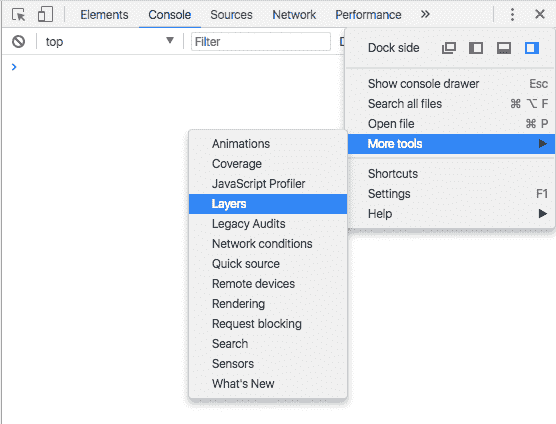 Elements Console Sources Network Performance »
top ▼ Filter D
Dock side
Show console drawer Esc
Search all files ⌘ ⌥ F
Open file ⌘ P
More tools ▶
Shortcuts
Settings F1
Help ▶
Animations
Coverage
JavaScript Profiler
Layers
Legacy Audits
Network conditions
Quick source
Remote devices
Rendering
Request blocking
Search
Sensors
What's New